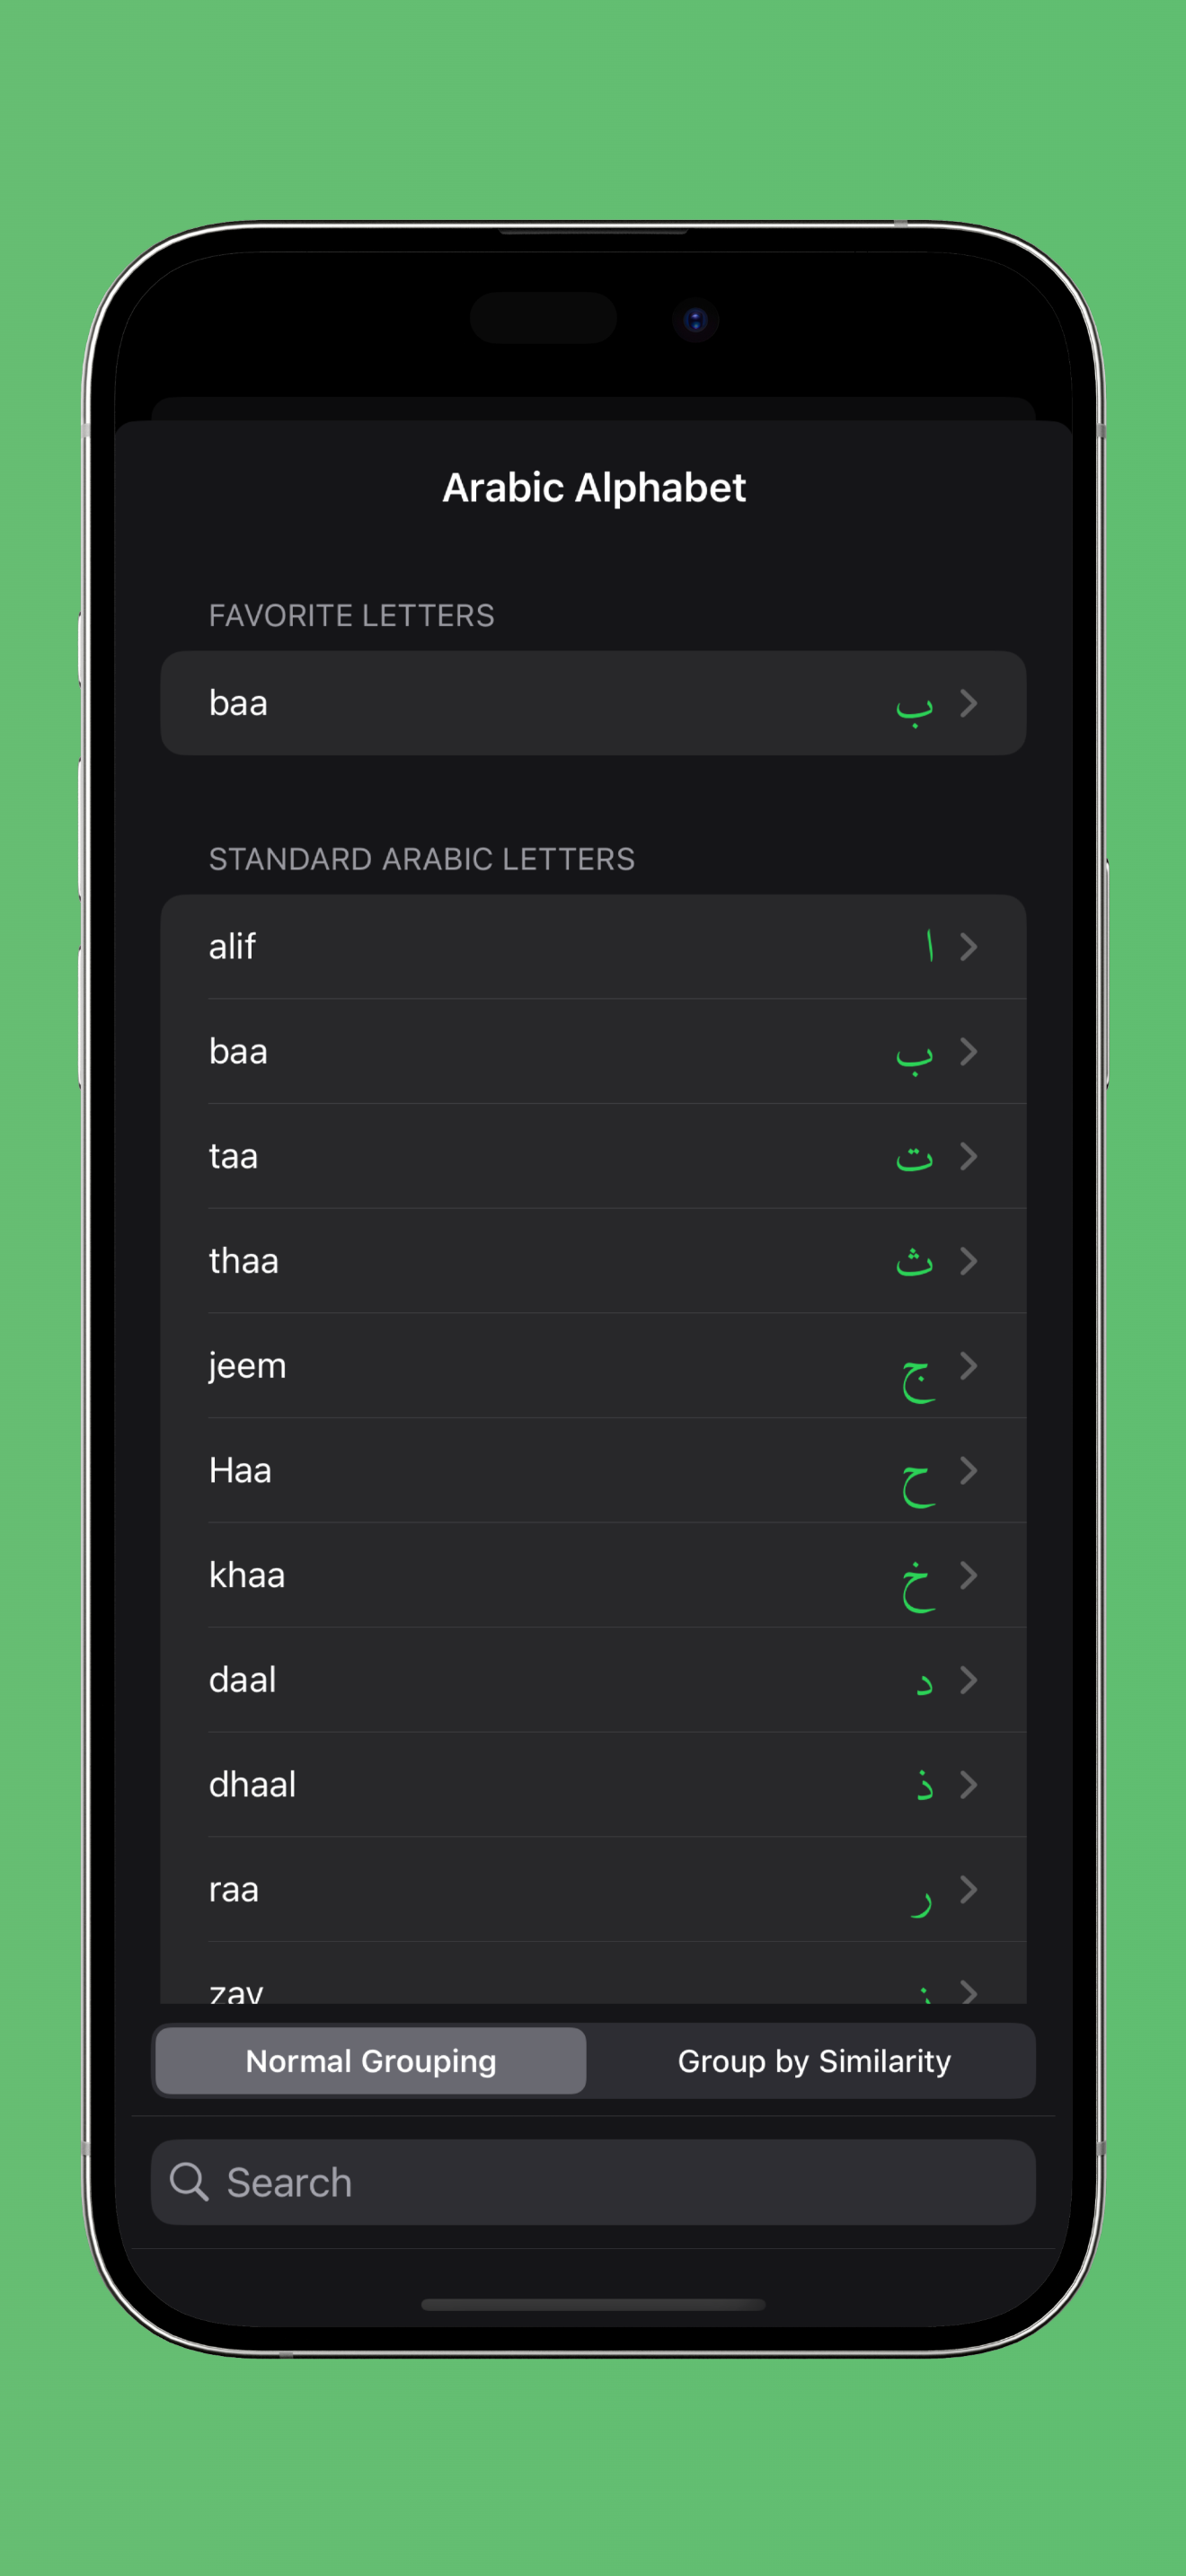 Arabic Alphabet
FAVORITE LETTERS
baa ب
STANDARD ARABIC LETTERS
alif ا
baa ب
taa ت
thaa ث
jeem ج
Haa ح
khaa خ
daal د
dhaal ذ
raa ر
zay ز
Normal Grouping Group by Similarity
Search